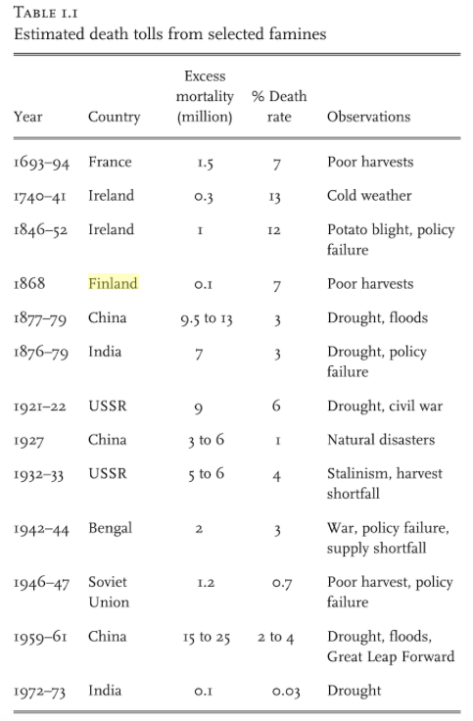 TABLE 1.1
Estimated death tolls from selected famines
Excess
mortality % Death
Year Country (million) rate Observations
1693–94 France 1.5 7 Poor harvests
1740–41 Ireland 0.3 13 Cold weather
1846–52 Ireland 1 12 Potato blight, policy
failure
1868 Finland 0.1 7 Poor harvests
1877–79 China 9.5 to 13 3 Drought, floods
1876–79 India 7 3 Drought, policy
failure
1921–22 USSR 9 6 Drought, civil war
1927 China 3 to 6 1 Natural disasters
1932–33 USSR 5 to 6 4 Stalinism, harvest
shortfall
1942–44 Bengal 2 3 War, policy failure,
supply shortfall
1946–47 Soviet 1.2 0.7 Poor harvest, policy
Union failure
1959–61 China 15 to 25 2 to 4 Drought, floods,
Great Leap Forward
1972–73 India 0.1 0.03 Drought